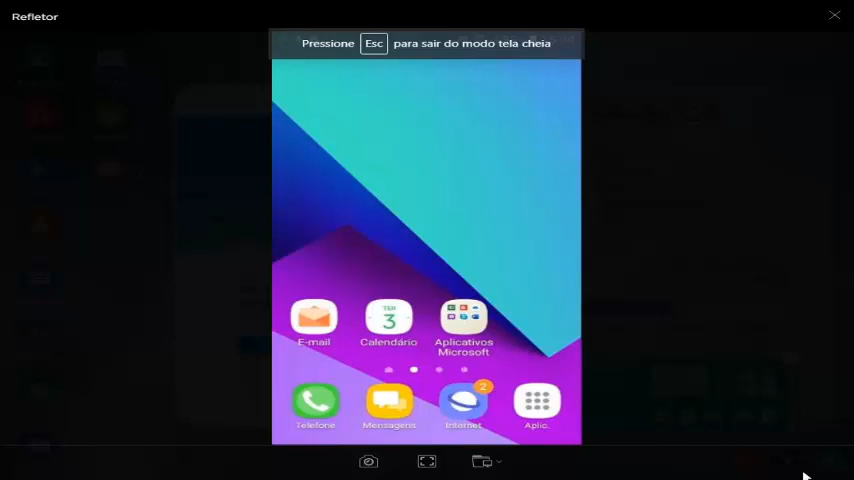 Refletor
Pressione Esc para sair do modo tela cheia
TER
3
E-mail
Calendário
Aplicativos
Microsoft
2
Telefone
Mensagens
Internet
Aplic.